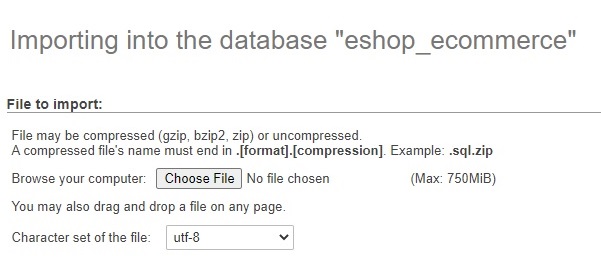 Importing into the database "eshop_ecommerce"
File to import:
File may be compressed (gzip, bzip2, zip) or uncompressed.
A compressed file's name must end in .[format].[compression]. Example: .sql.zip
Browse your computer: Choose File No file chosen (Max: 750MiB)
You may also drag and drop a file on any page.
Character set of the file: utf-8